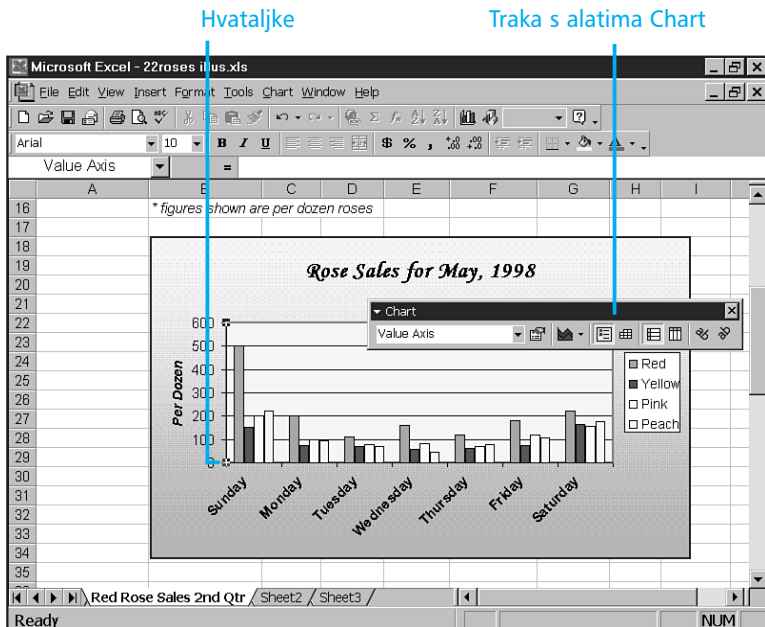 Hvataljke
Traka s alatima Chart
Microsoft Excel - 22roses illus.xls
File Edit View Insert Format Tools Chart Window Help
Arial 10 B I U $ % ,
Value Axis =
A B C D E F G H I
16 * figures shown are per dozen roses
17
18
19
20
21
22
23
24
25
26
27
28
29
30
31
32
33
34
35
Rose Sales for May, 1998
Chart
Value Axis
Per Dozen
600
500
400
300
200
100
0
Red
Yellow
Pink
Peach
Sunday
Monday
Tuesday
Wednesday
Thursday
Friday
Saturday
Red Rose Sales 2nd Qtr Sheet2 Sheet3
Ready NUM